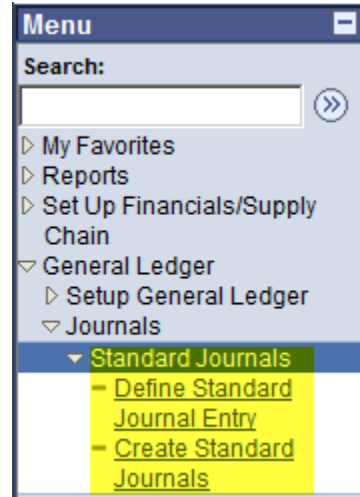 Menu
Search:
My Favorites
Reports
Set Up Financials/Supply
Chain
General Ledger
Setup General Ledger
Journals
Standard Journals
Define Standard
Journal Entry
Create Standard
Journals